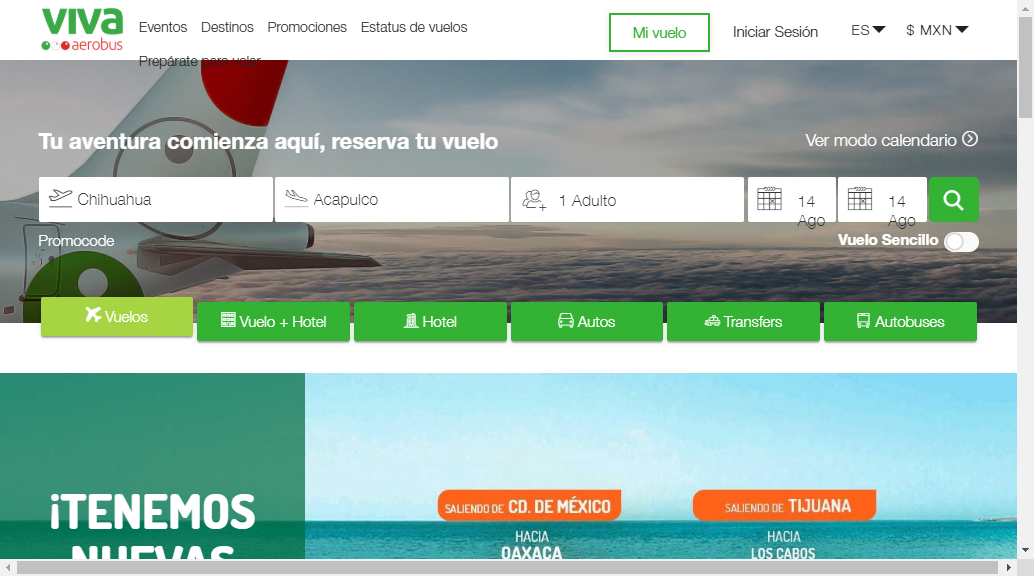 viva
aerobus
Eventos Destinos Promociones Estatus de vuelos
Prepárate para volar
Mi vuelo
Iniciar Sesión
ES
$ MXN
Tu aventura comienza aquí, reserva tu vuelo
Ver modo calendario
Chihuahua
Acapulco
1 Adulto
14
Ago
14
Ago
Promocode
Vuelo Sencillo
Vuelos
Vuelo + Hotel
Hotel
Autos
Transfers
Autobuses
¡TENEMOS
NUEVAS
SALIENDO DE CD. DE MÉXICO
HACIA
OAXACA
SALIENDO DE TIJUANA
HACIA
LOS CABOS